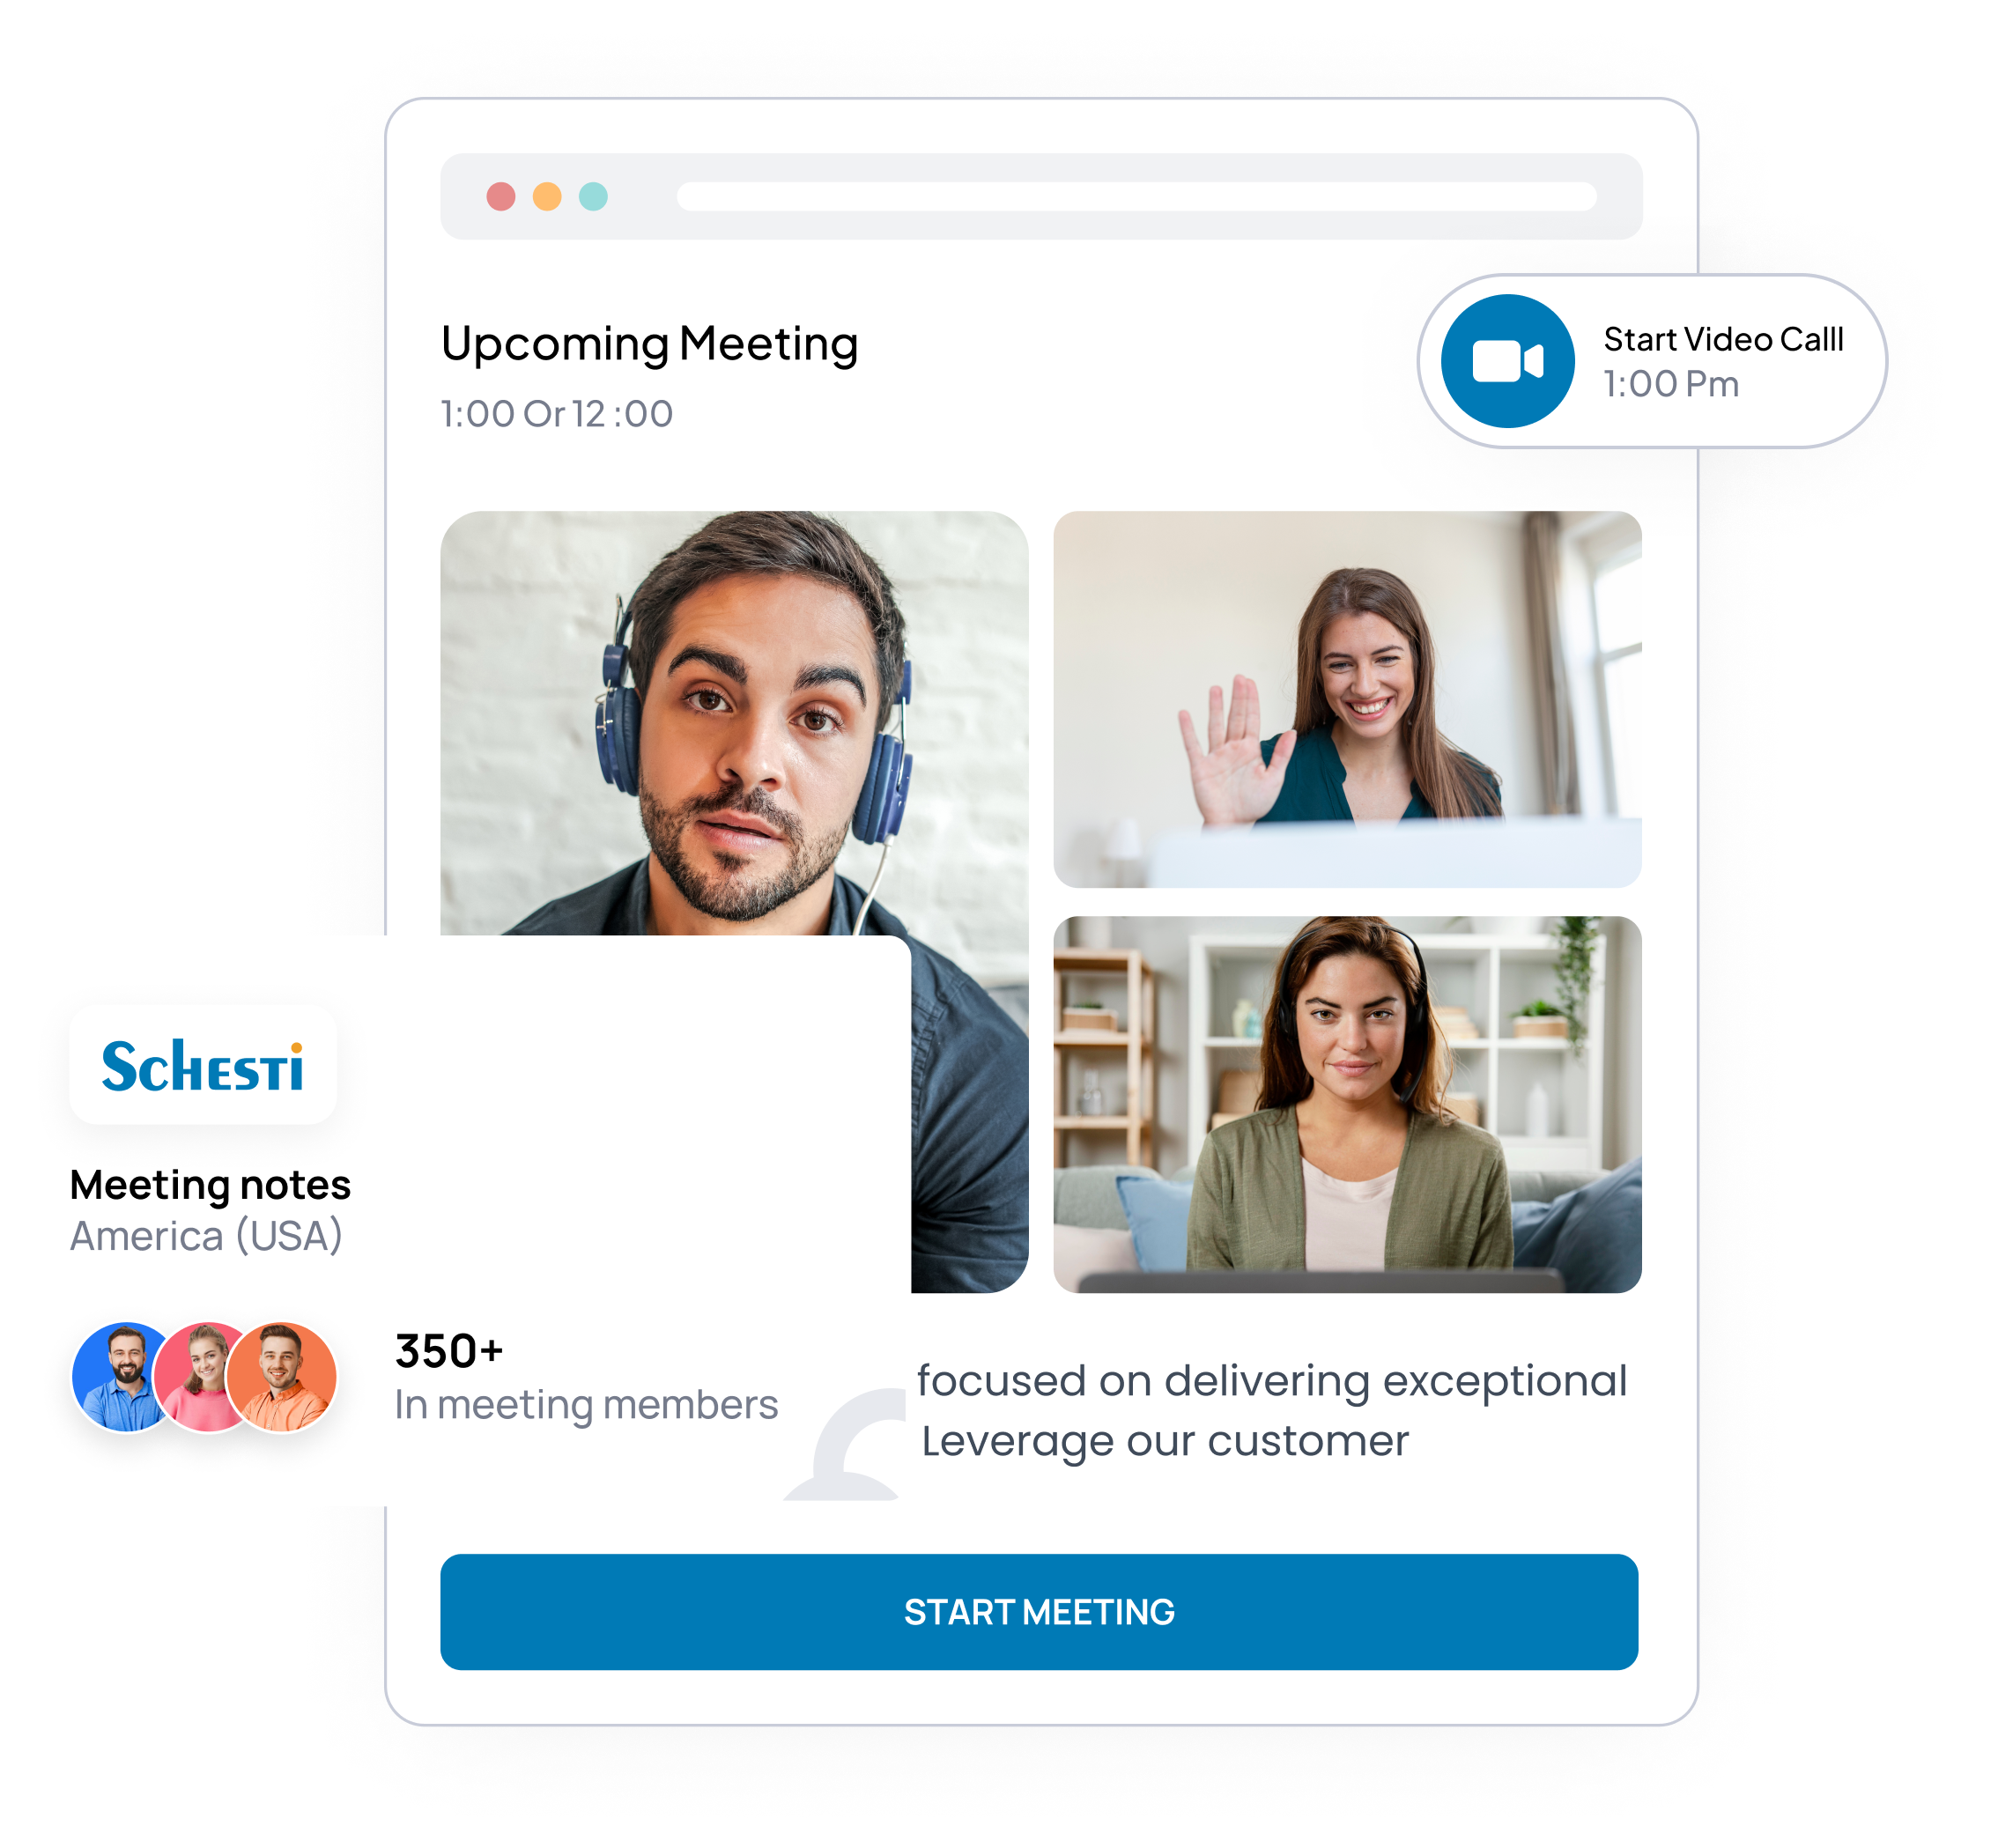 Upcoming Meeting
1:00 Or 12 :00
Start Video Calll
1:00 Pm
Schesti
Meeting notes
America (USA)
350+
In meeting members
focused on delivering exceptional
Leverage our customer
START MEETING